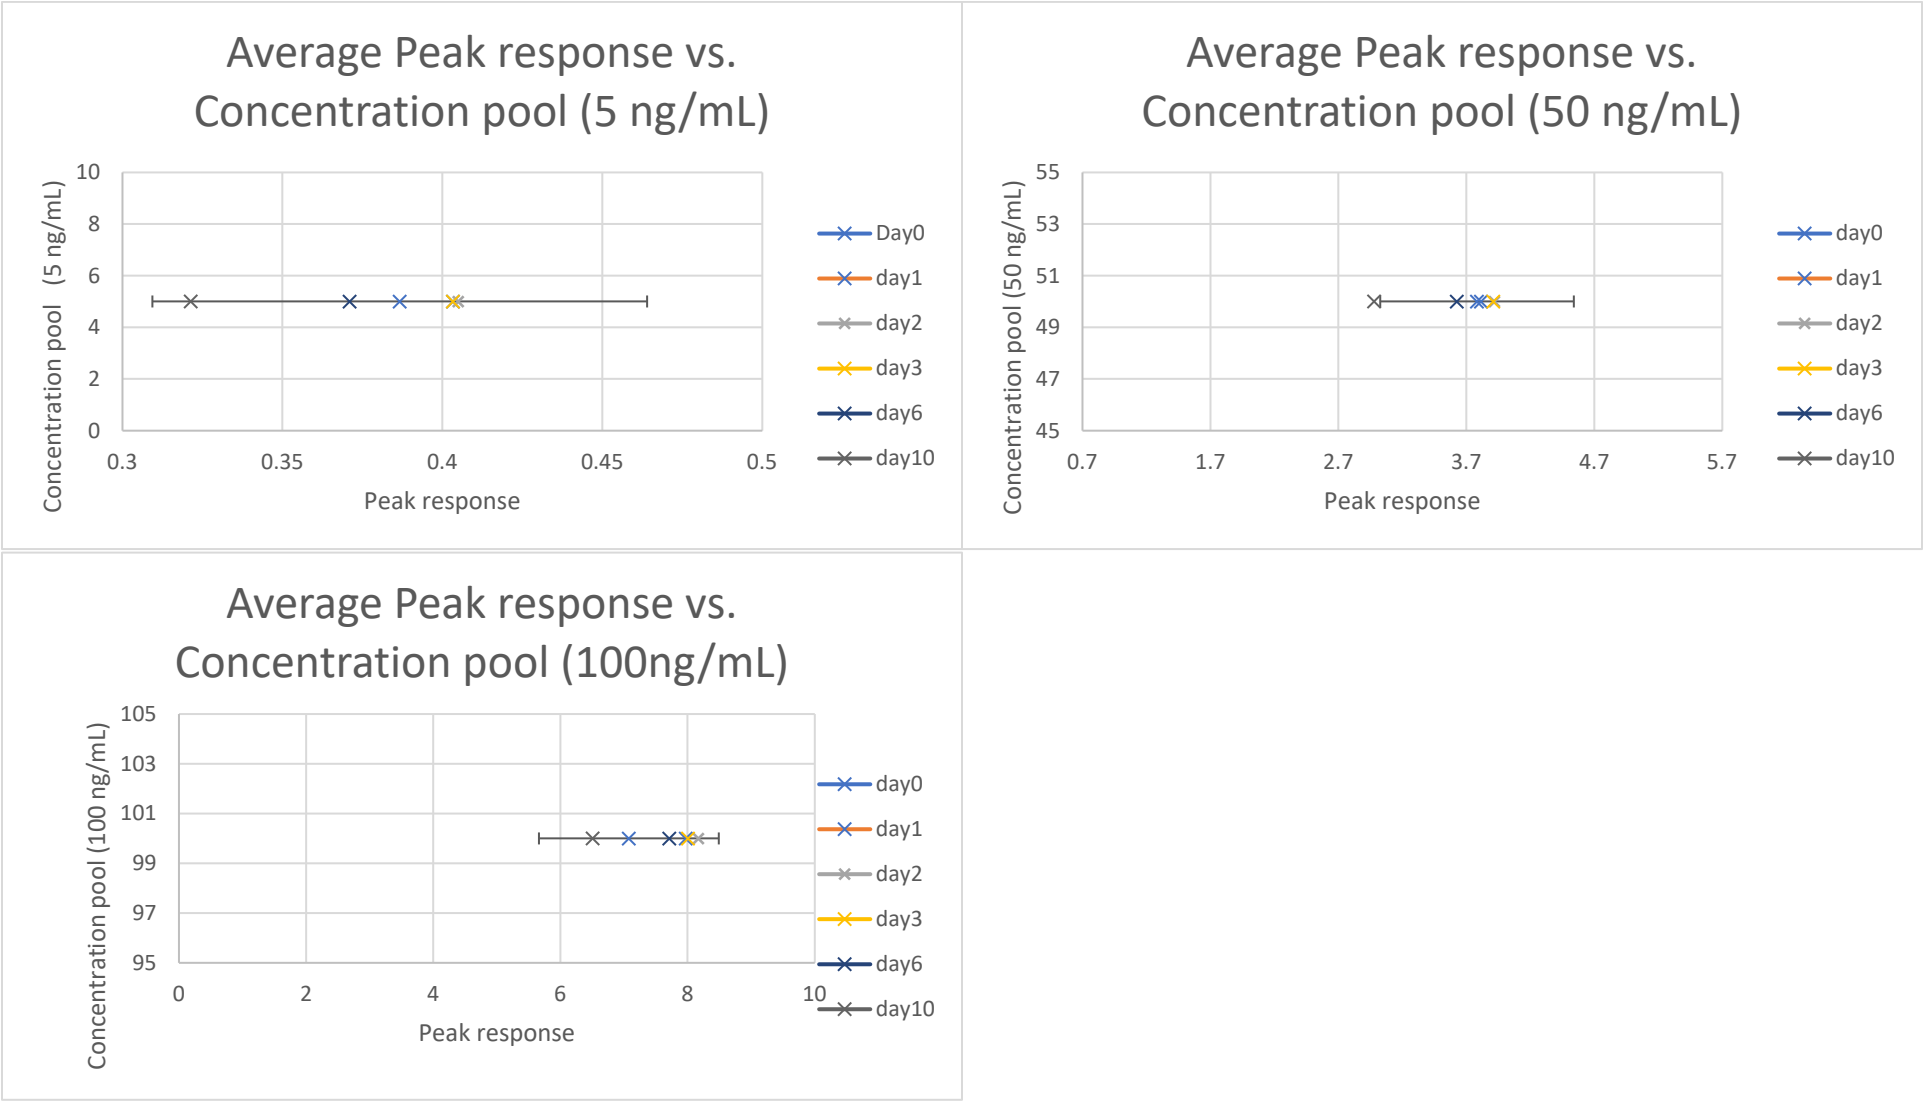 Average Peak response vs.
Concentration pool (5 ng/mL)
Concentration pool (5 ng/mL)
10
8
6
4
2
0
0.3 0.35 0.4 0.45 0.5
Peak response
Day0
day1
day2
day3
day6
day10
Average Peak response vs.
Concentration pool (50 ng/mL)
Concentration pool (50 ng/mL)
55
53
51
49
47
45
0.7 1.7 2.7 3.7 4.7 5.7
Peak response
day0
day1
day2
day3
day6
day10
Average Peak response vs.
Concentration pool (100ng/mL)
Concentration pool (100 ng/mL)
105
103
101
99
97
95
0 2 4 6 8 10
Peak response
day0
day1
day2
day3
day6
day10